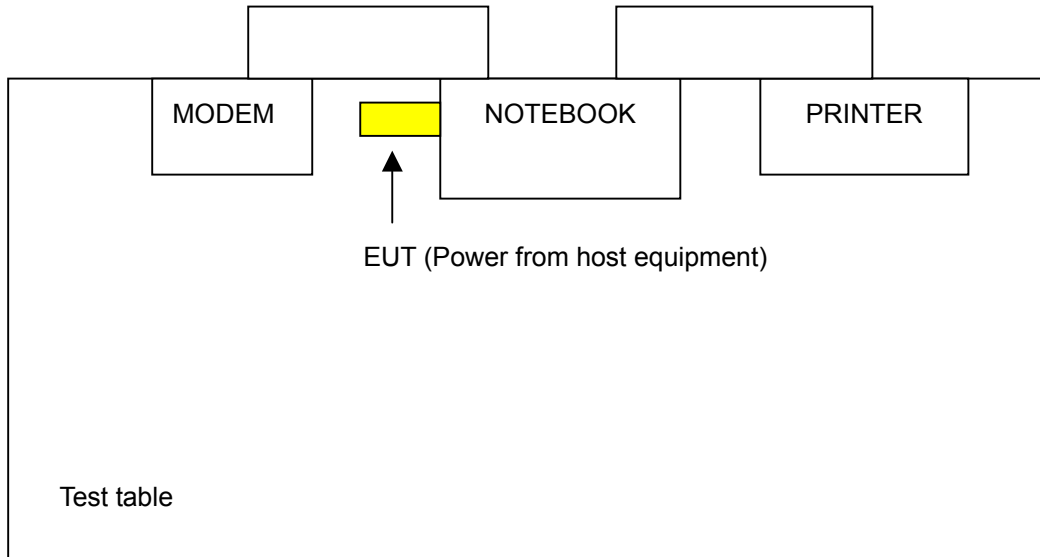 MODEM
NOTEBOOK
PRINTER
EUT (Power from host equipment)
Test table